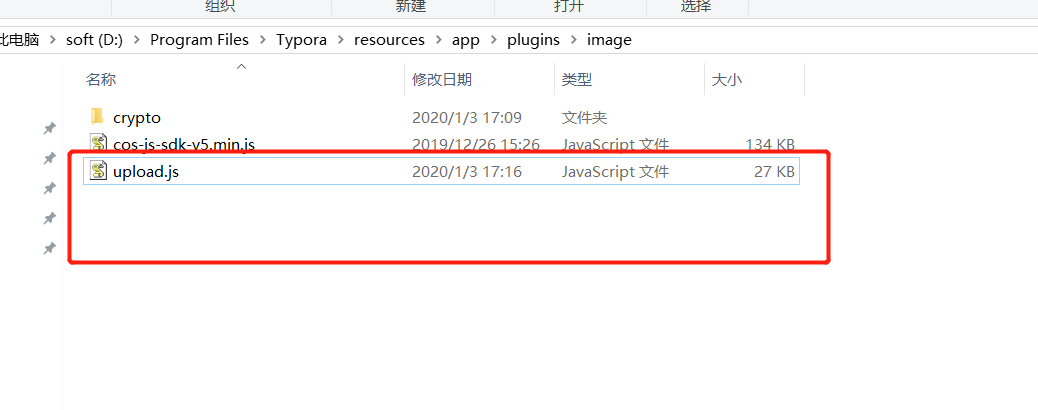 组织 新建 打开 选择
此电脑 > soft (D:) > Program Files > Typora > resources > app > plugins > image
名称 修改日期 类型 大小
crypto 2020/1/3 17:09 文件夹
cos-js-sdk-v5.min.js 2019/12/26 15:26 JavaScript 文件 134 KB
upload.js 2020/1/3 17:16 JavaScript 文件 27 KB